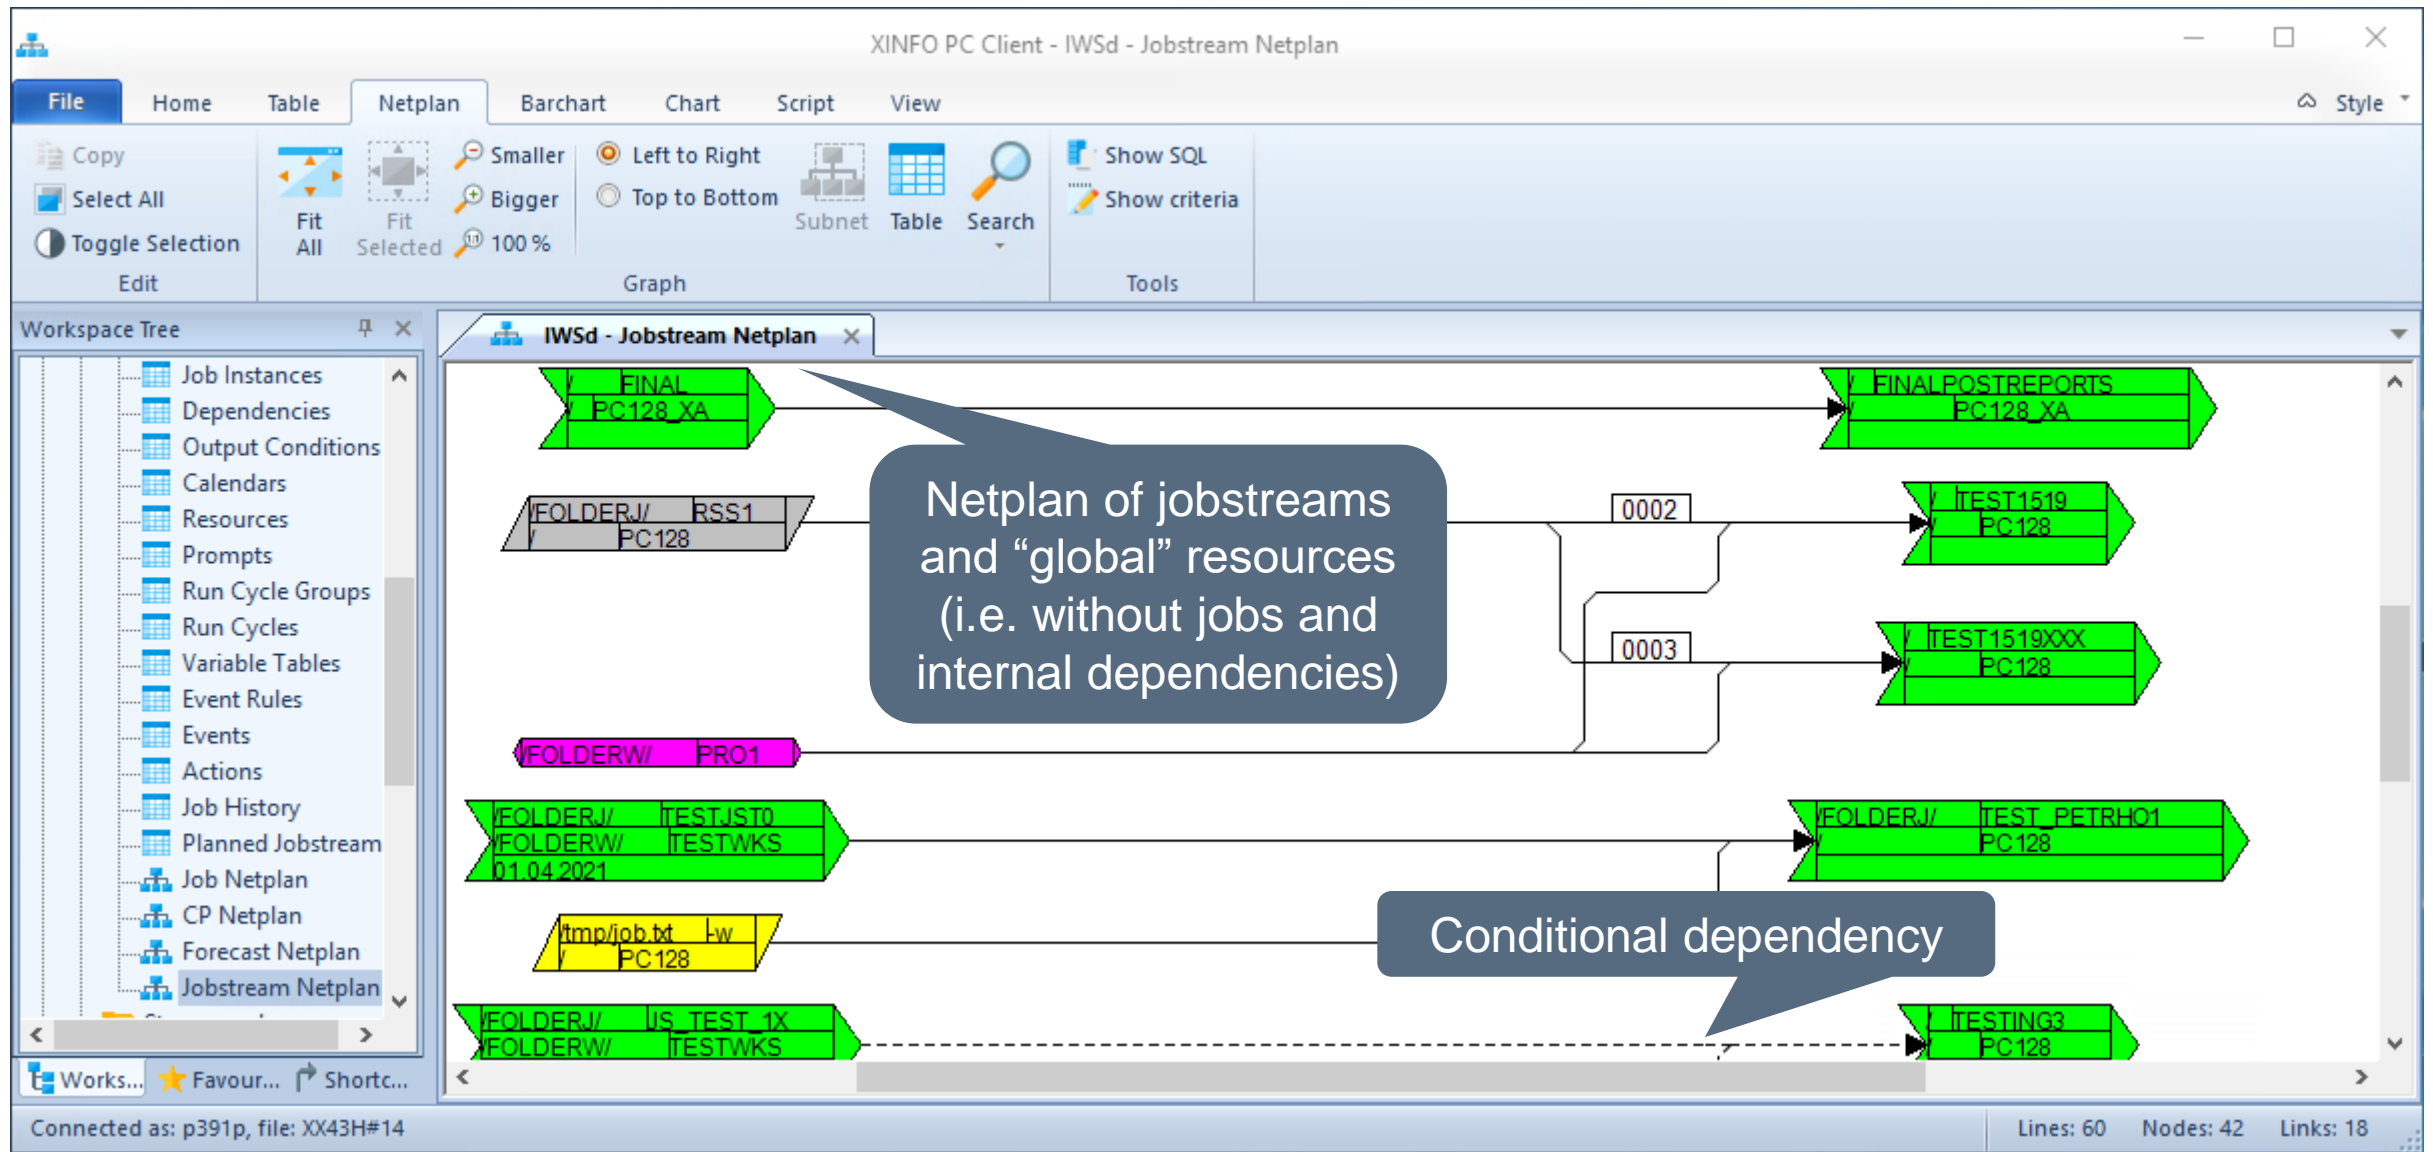 XINFO PC Client - IWSd - Jobstream Netplan
File Home Table Netplan Barchart Chart Script View Style
Copy
Select All
Toggle Selection
Edit
Fit All
Fit Selected
Smaller
Bigger
100 %
Left to Right
Top to Bottom
Subnet
Table
Search
Graph
Show SQL
Show criteria
Tools
Workspace Tree
Job Instances
Dependencies
Output Conditions
Calendars
Resources
Prompts
Run Cycle Groups
Run Cycles
Variable Tables
Event Rules
Events
Actions
Job History
Planned Jobstream
Job Netplan
CP Netplan
Forecast Netplan
Jobstream Netplan
Works... Favour... Shortc...
IWSd - Jobstream Netplan
/ FINAL
/ PC128_XA
/ FINALPOSTREPORTS
/ PC128_XA
/FOLDERJ/ RSS1
/ PC128
0002
/ TEST1519
/ PC128
0003
/ TEST1519XXX
/ PC128
/FOLDERW/ PRO1
/FOLDERJ/ TESTJST0
/FOLDERW/ TESTWKS
01.04.2021
/FOLDERJ/ TEST_PETRHO1
/ PC128
/tmp/job.txt -w
/ PC128
/FOLDERJ/ JS_TEST_1X
/FOLDERW/ TESTWKS
/ TESTING3
/ PC128
Netplan of jobstreams
and “global” resources
(i.e. without jobs and
internal dependencies)
Conditional dependency
Connected as: p391p, file: XX43H#14
Lines: 60 Nodes: 42 Links: 18